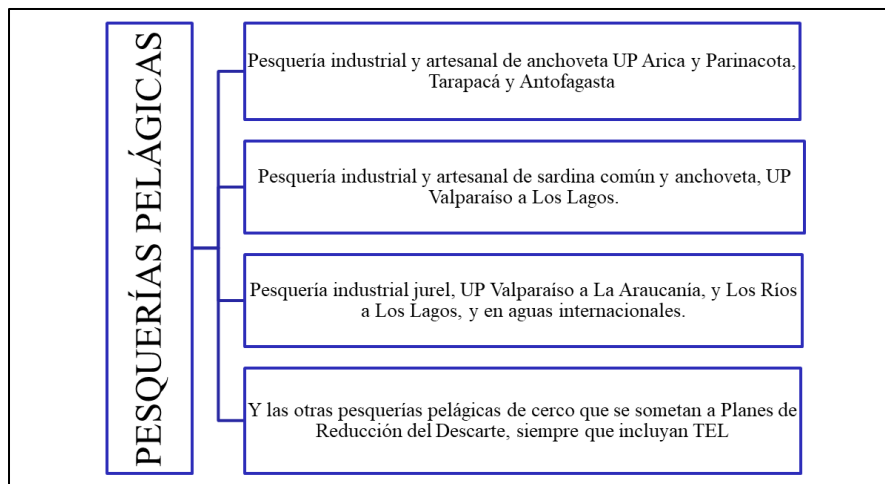 PESQUERÍAS PELÁGICAS
Pesquería industrial y artesanal de anchoveta UP Arica y Parinacota,
Tarapacá y Antofagasta
Pesquería industrial y artesanal de sardina común y anchoveta, UP
Valparaíso a Los Lagos.
Pesquería industrial jurel, UP Valparaíso a La Araucanía, y Los Ríos
a Los Lagos, y en aguas internacionales.
Y las otras pesquerías pelágicas de cerco que se sometan a Planes de
Reducción del Descarte, siempre que incluyan TEL